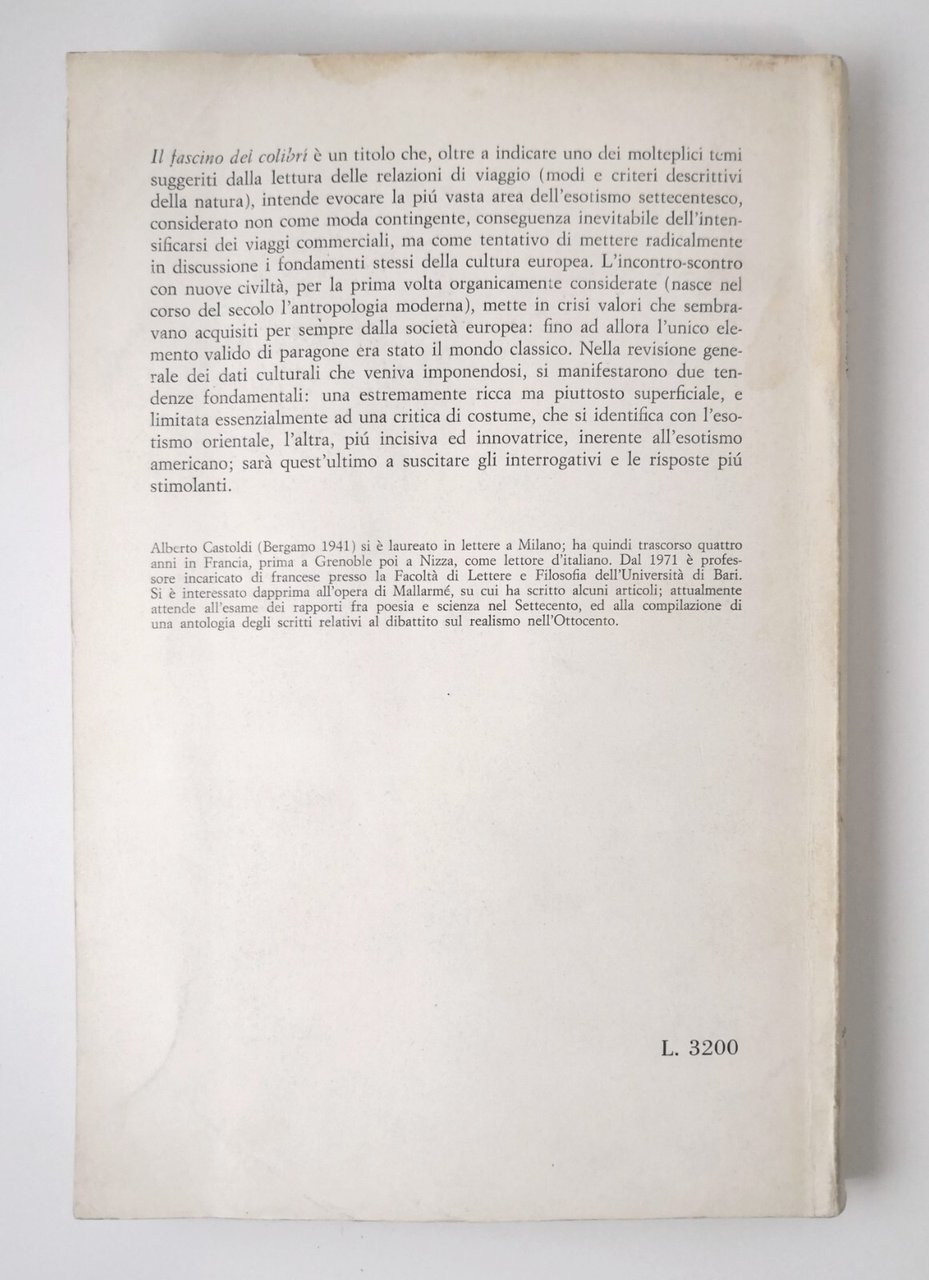 Il fascino dei colibrí è un titolo che, oltre a indicare uno dei molteplici temi
suggeriti dalla lettura delle relazioni di viaggio (modi e criteri descrittivi
della natura), intende evocare la piú vasta area dell'esotismo settecentesco,
considerato non come moda contingente, conseguenza inevitabile dell'inten-
sificarsi dei viaggi commerciali, ma come tentativo di mettere radicalmente
in discussione i fondamenti stessi della cultura europea. L'incontro-scontro
con nuove civiltà, per la prima volta organicamente considerate (nasce nel
corso del secolo l'antropologia moderna), mette in crisi valori che sembra-
vano acquisiti per sempre dalla società europea: fino ad allora l'unico ele-
mento valido di paragone era stato il mondo classico. Nella revisione gene-
rale dei dati culturali che veniva imponendosi, si manifestarono due ten-
denze fondamentali: una estremamente ricca ma piuttosto superficiale, e
limitata essenzialmente ad una critica di costume, che si identifica con l'eso-
tismo orientale, l'altra, piú incisiva ed innovatrice, inerente all'esotismo
americano; sarà quest'ultimo a suscitare gli interrogativi e le risposte piú
stimolanti.
Alberto Castoldi (Bergamo 1941) si è laureato in lettere a Milano; ha quindi trascorso quattro
anni in Francia, prima a Grenoble poi a Nizza, come lettore d'italiano. Dal 1971 è profes-
sore incaricato di francese presso la Facoltà di Lettere e Filosofia dell'Università di Bari.
Si è interessato dapprima all'opera di Mallarmé, su cui ha scritto alcuni articoli; attualmente
attende all'esame dei rapporti fra poesia e scienza nel Settecento, ed alla compilazione di
una antologia degli scritti relativi al dibattito sul realismo nell'Ottocento.
L. 3200